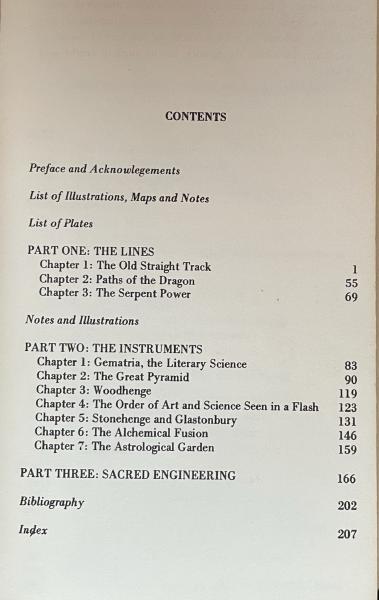 CONTENTS
Preface and Acknowlegements
List of Illustrations, Maps and Notes
List of Plates
PART ONE: THE LINES
Chapter 1: The Old Straight Track 1
Chapter 2: Paths of the Dragon 55
Chapter 3: The Serpent Power 69
Notes and Illustrations
PART TWO: THE INSTRUMENTS
Chapter 1: Gematria, the Literary Science 83
Chapter 2: The Great Pyramid 90
Chapter 3: Woodhenge 119
Chapter 4: The Order of Art and Science Seen in a Flash 123
Chapter 5: Stonehenge and Glastonbury 131
Chapter 6: The Alchemical Fusion 146
Chapter 7: The Astrological Garden 159
PART THREE: SACRED ENGINEERING 166
Bibliography 202
Index 207